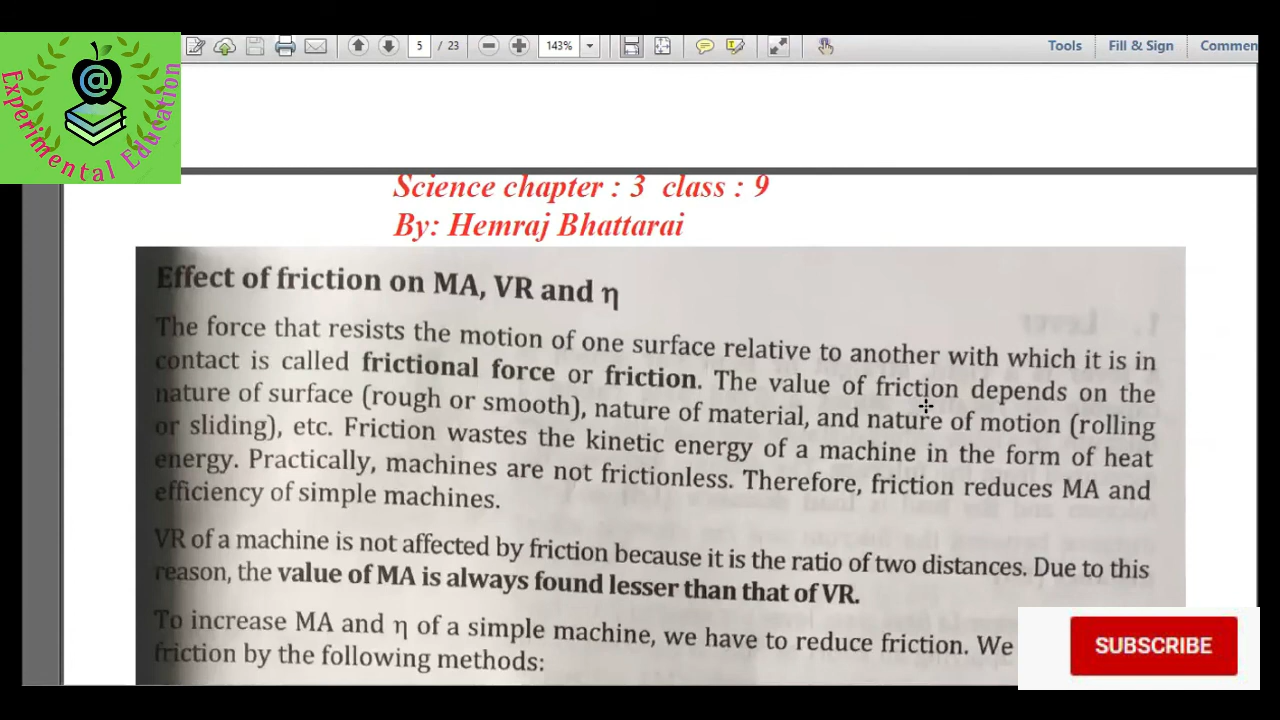 @
Experimental Education
5 / 23
143%
Tools
Fill & Sign
Commen
Science chapter : 3 class : 9
By: Hemraj Bhattarai
Effect of friction on MA, VR and η
The force that resists the motion of one surface relative to another with which it is in
contact is called frictional force or friction. The value of friction depends on the
nature of surface (rough or smooth), nature of material, and nature of motion (rolling
or sliding), etc. Friction wastes the kinetic energy of a machine in the form of heat
energy. Practically, machines are not frictionless. Therefore, friction reduces MA and
efficiency of simple machines.
VR of a machine is not affected by friction because it is the ratio of two distances. Due to this
reason, the value of MA is always found lesser than that of VR.
To increase MA and η of a simple machine, we have to reduce friction. We
friction by the following methods:
SUBSCRIBE